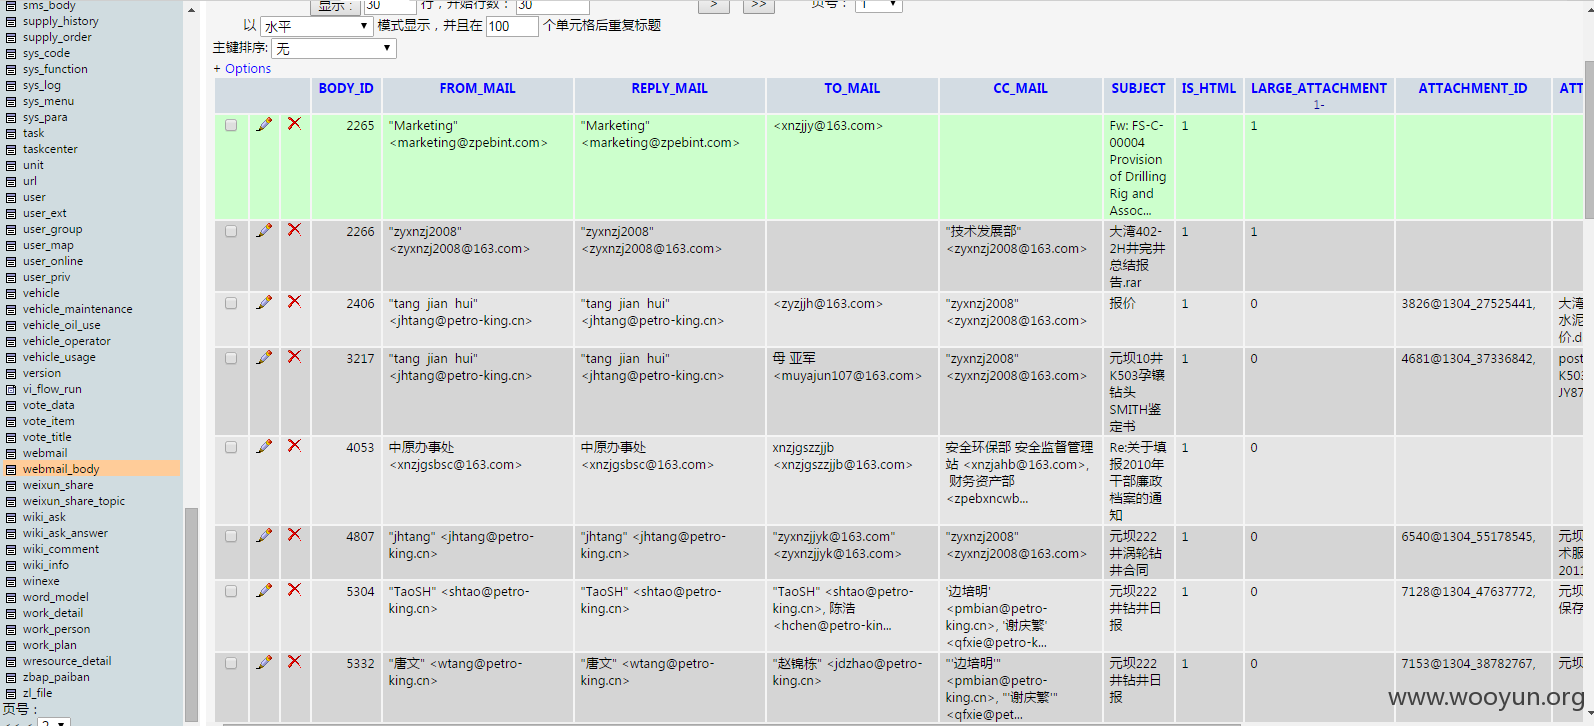 sms_body
supply_history
supply_order
sys_code
sys_function
sys_log
sys_menu
sys_para
task
taskcenter
unit
url
user
user_ext
user_group
user_map
user_online
user_priv
vehicle
vehicle_maintenance
vehicle_oil_use
vehicle_operator
vehicle_usage
version
vi_flow_run
vote_data
vote_item
vote_title
webmail
webmail_body
weixun_share
weixun_share_topic
wiki_ask
wiki_ask_answer
wiki_comment
wiki_info
winexe
word_model
work_detail
work_person
work_plan
wresource_detail
zbap_paiban
zl_file
页号：
<< < 2
显示： 30 行，开始行数： 30 > >> 页号： 1
以 水平 模式显示，并且在 100 个单元格后重复标题
主键排序: 无
+ Options
BODY_ID FROM_MAIL REPLY_MAIL TO_MAIL CC_MAIL SUBJECT IS_HTML LARGE_ATTACHMENT ATTACHMENT_ID ATT
1-
2265 "Marketing" "Marketing" <xnzjjy@163.com> Fw: FS-C- 1 1
<marketing@zpebint.com> <marketing@zpebint.com> 00004
Provision
of Drilling
Rig and
Assoc...
2266 "zyxnzj2008" "zyxnzj2008" "技术发展部" 大湾402- 1 1
<zyxnzj2008@163.com> <zyxnzj2008@163.com> <zyxnzj2008@163.com> 2H井完井
总结报
告.rar
2406 "tang jian hui" "tang jian hui" <zyzjjh@163.com> "zyxnzj2008" 报价 1 0 3826@1304_27525441, 大湾
<jhtang@petro-king.cn> <jhtang@petro-king.cn> <zyxnzj2008@163.com> 水泥
价.d
3217 "tang jian hui" "tang jian hui" 母 亚军 "zyxnzj2008" 元坝10井 1 0 4681@1304_37336842, post
<jhtang@petro-king.cn> <jhtang@petro-king.cn> <muyajun107@163.com> <zyxnzj2008@163.com> K503孕镶 K503
钻头 JY87
SMITH鉴
定书
4053 中原办事处 中原办事处 xnzjgszzjjb 安全环保部 安全监督管理 Re:关于填 1 0
<xnzjgsbsc@163.com> <xnzjgsbsc@163.com> <xnzjgszzjjb@163.com> 站 <xnzjahb@163.com>, 报2010年
财务资产部 干部廉政
<zpebxncwb... 档案的通
知
4807 "jhtang" <jhtang@petro- "jhtang" <jhtang@petro- "zyxnzjjyk@163.com" "zyxnzj2008" 元坝222 1 0 6540@1304_55178545, 元坝
king.cn> king.cn> <zyxnzjjyk@163.com> <zyxnzj2008@163.com> 井涡轮钻 术服
井合同 2011
5304 "TaoSH" <shtao@petro- "TaoSH" <shtao@petro- "TaoSH" <shtao@petro- '边培明' 元坝222 1 0 7128@1304_47637772, 元坝
king.cn> king.cn> king.cn>, 陈浩 <pmbian@petro- 井钻井日 保存
<hchen@petro-kin... king.cn>, '谢庆繁' 报
<qfxie@petro-k...
5332 "唐文" <wtang@petro- "唐文" <wtang@petro- "赵锦栋" <jdzhao@petro- "'边培明'" 元坝222 1 0 7153@1304_38782767, 元坝
king.cn> king.cn> king.cn> <pmbian@petro- 井钻井日
king.cn>, "'谢庆繁'" 报
<qfxie@pet...
www.wooyun.org